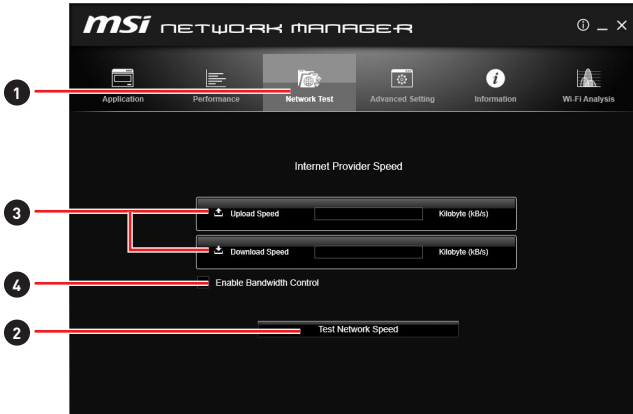 msi NETWORK MANAGER
Application Performance Network Test Advanced Setting Information Wi-Fi Analysis
1
Internet Provider Speed
3
Upload Speed Kilobyte (kB/s)
Download Speed Kilobyte (kB/s)
4
Enable Bandwidth Control
2
Test Network Speed